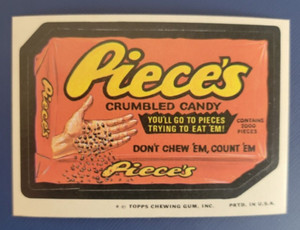 Piece's
CRUMBLED CANDY
Piece's
YOU'LL GO TO PIECES
TRYING TO EAT 'EM!
CONTAINS
2000
PIECES
DON'T CHEW 'EM, COUNT 'EM
Piece's
© TOPPS CHEWING GUM, INC.
PRTD. IN U.S.A.